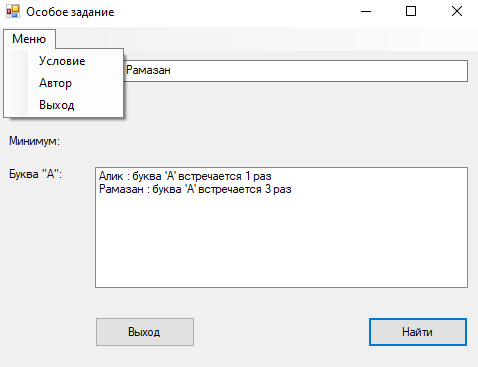 Особое задание
Меню
Условие
Автор
Выход
Рамазан
Минимум:
Буква "А":
Алик : буква 'А' встречается 1 раз
Рамазан : буква 'А' встречается 3 раз
Выход
Найти